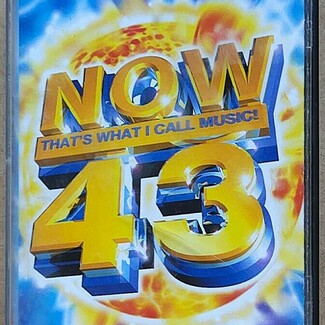 NOW
THAT'S WHAT I CALL MUSIC!
43